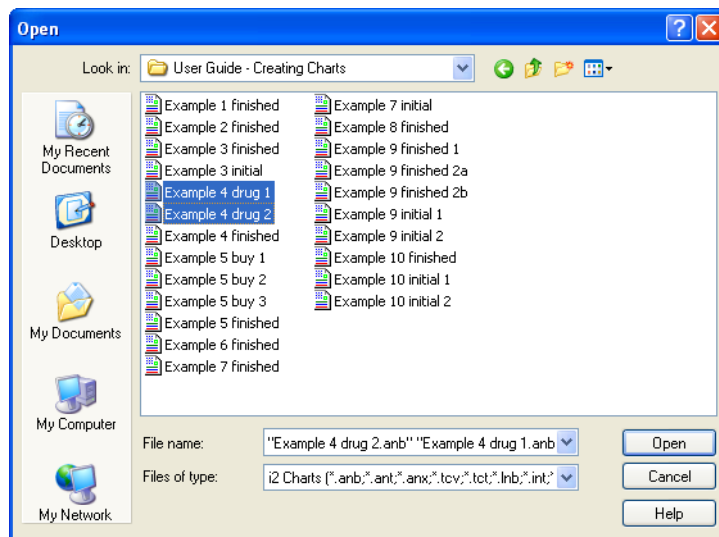 Open
Look in:
User Guide - Creating Charts
My Recent
Documents
Desktop
My Documents
My Computer
My Network
Example 1 finished
Example 2 finished
Example 3 finished
Example 3 initial
Example 4 drug 1
Example 4 drug 2
Example 4 finished
Example 5 buy 1
Example 5 buy 2
Example 5 buy 3
Example 5 finished
Example 6 finished
Example 7 finished
Example 7 initial
Example 8 finished
Example 9 finished 1
Example 9 finished 2a
Example 9 finished 2b
Example 9 initial 1
Example 9 initial 2
Example 10 finished
Example 10 initial 1
Example 10 initial 2
File name:
"Example 4 drug 2.anb" "Example 4 drug 1.anb
Open
Files of type:
i2 Charts (*.anb;*.ant;*.anx;*.tcv;*.tct;*.lnb;*.int;*
Cancel
Help